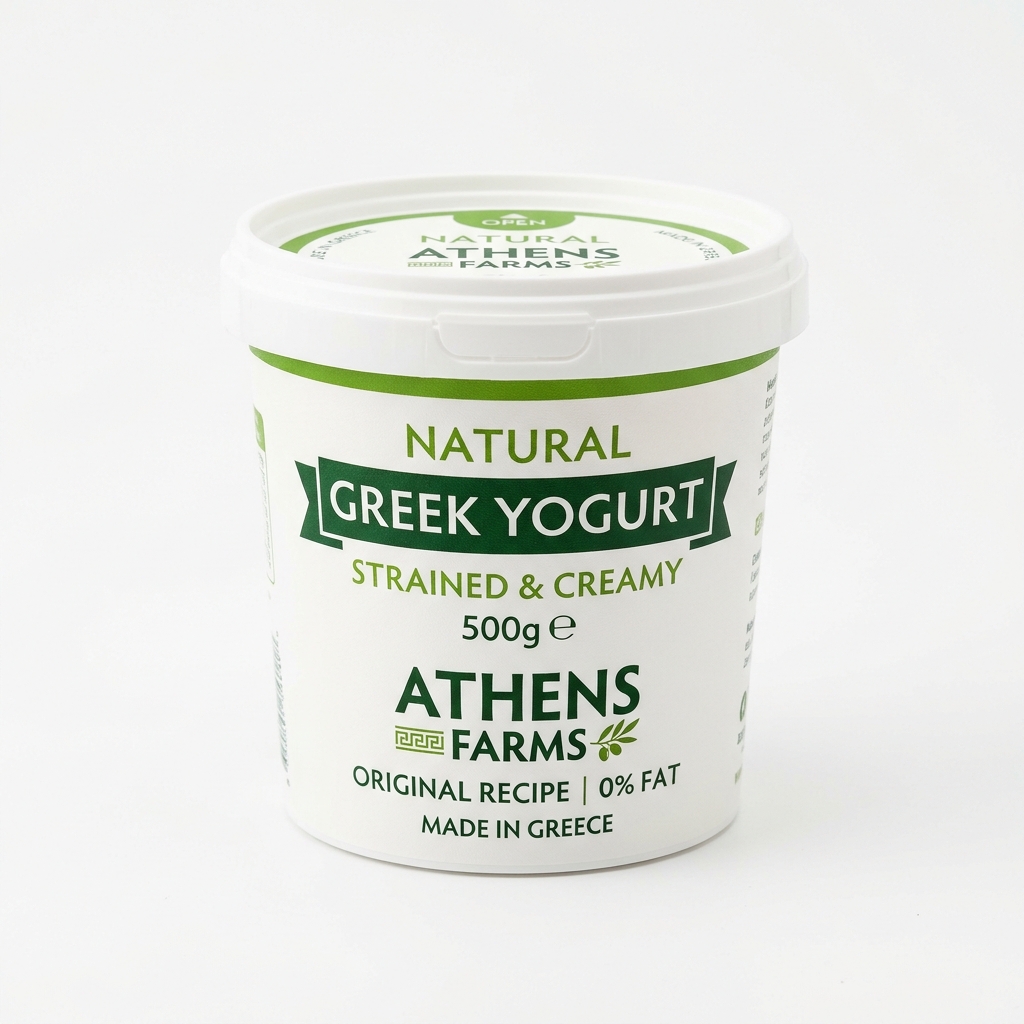 OPEN
NATURAL
ATHENS
FARMS
NATURAL
GREEK YOGURT
STRAINED & CREAMY
500g ℮
ATHENS
FARMS
ORIGINAL RECIPE | 0% FAT
MADE IN GREECE